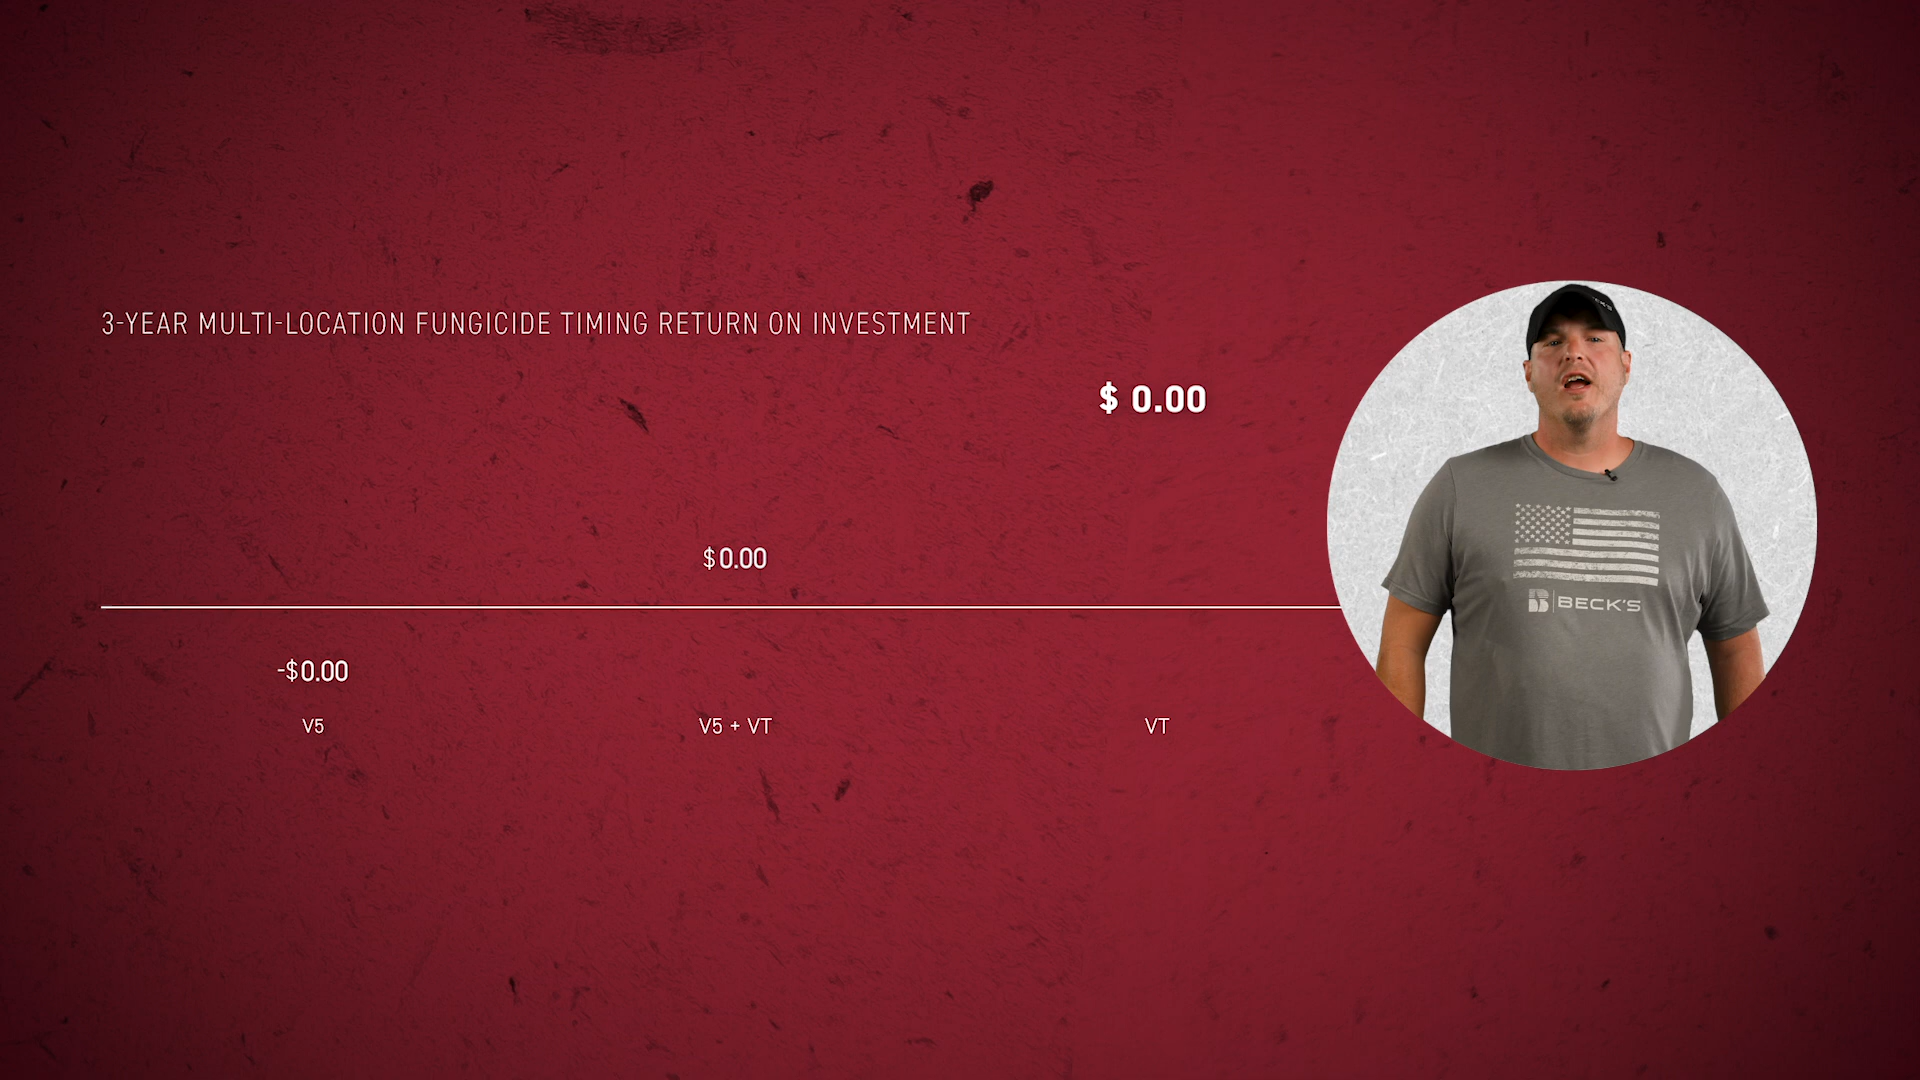 3-YEAR MULTI-LOCATION FUNGICIDE TIMING RETURN ON INVESTMENT
$ 0.00
$0.00
-$0.00
V5
V5 + VT
VT
BECK'S